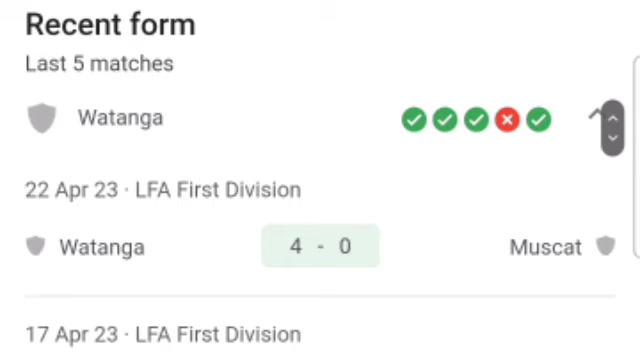 Recent form
Last 5 matches
Watanga
22 Apr 23 · LFA First Division
Watanga 4 - 0 Muscat
17 Apr 23 · LFA First Division